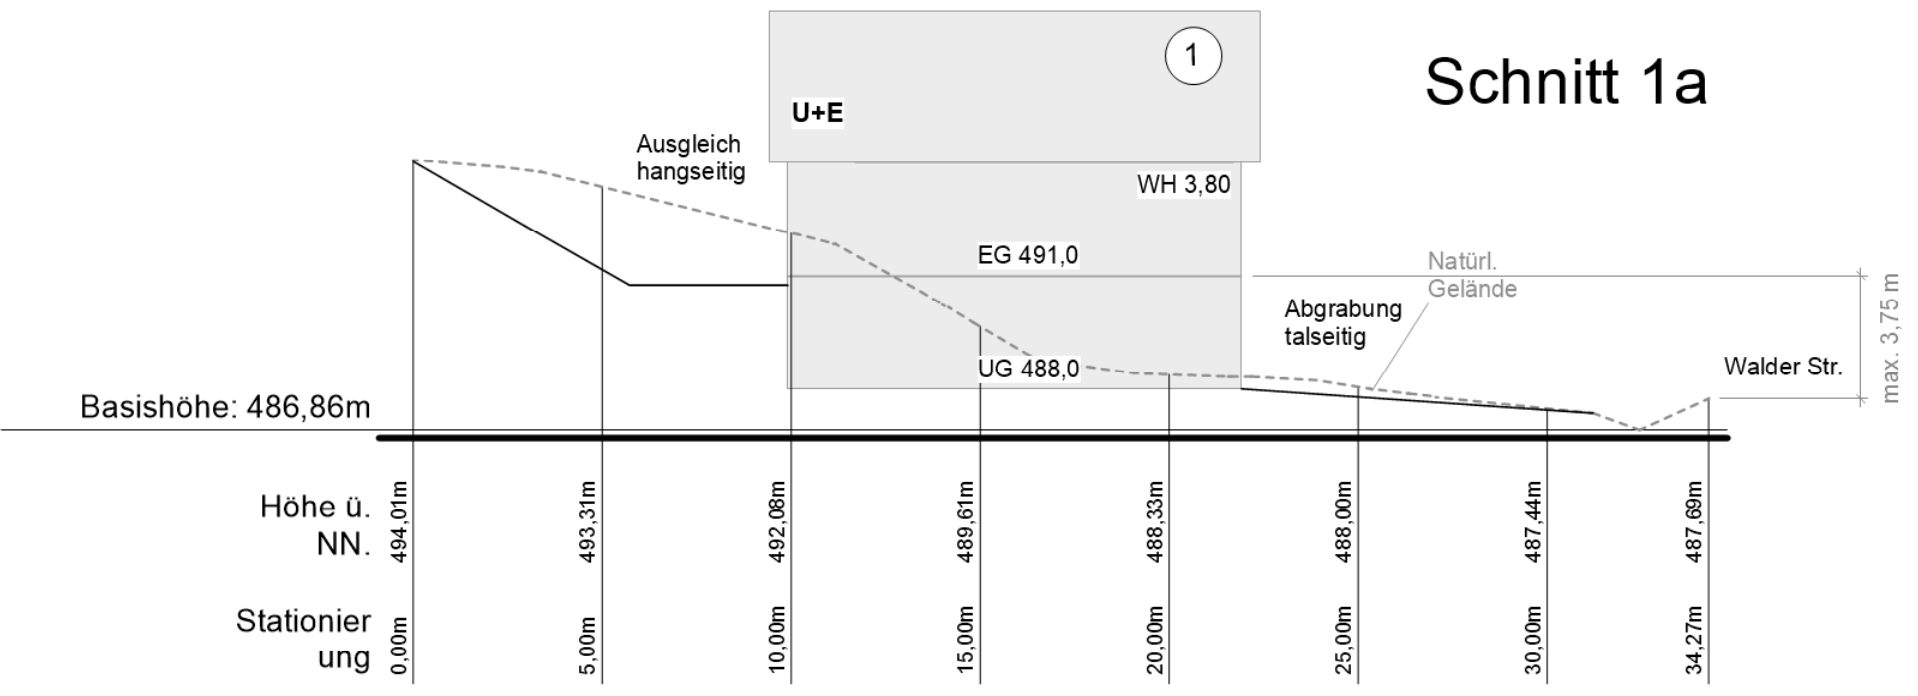 1
Schnitt 1a
U+E
Ausgleich
hangseitig
WH 3,80
EG 491,0
Natürl.
Gelände
Abgrabung
talseitig
max. 3,75 m
UG 488,0
Walder Str.
Basishöhe: 486,86m
Höhe ü.
NN.
494,01m
493,31m
492,08m
489,61m
488,33m
488,00m
487,44m
487,69m
Stationier
ung
0,00m
5,00m
10,00m
15,00m
20,00m
25,00m
30,00m
34,27m